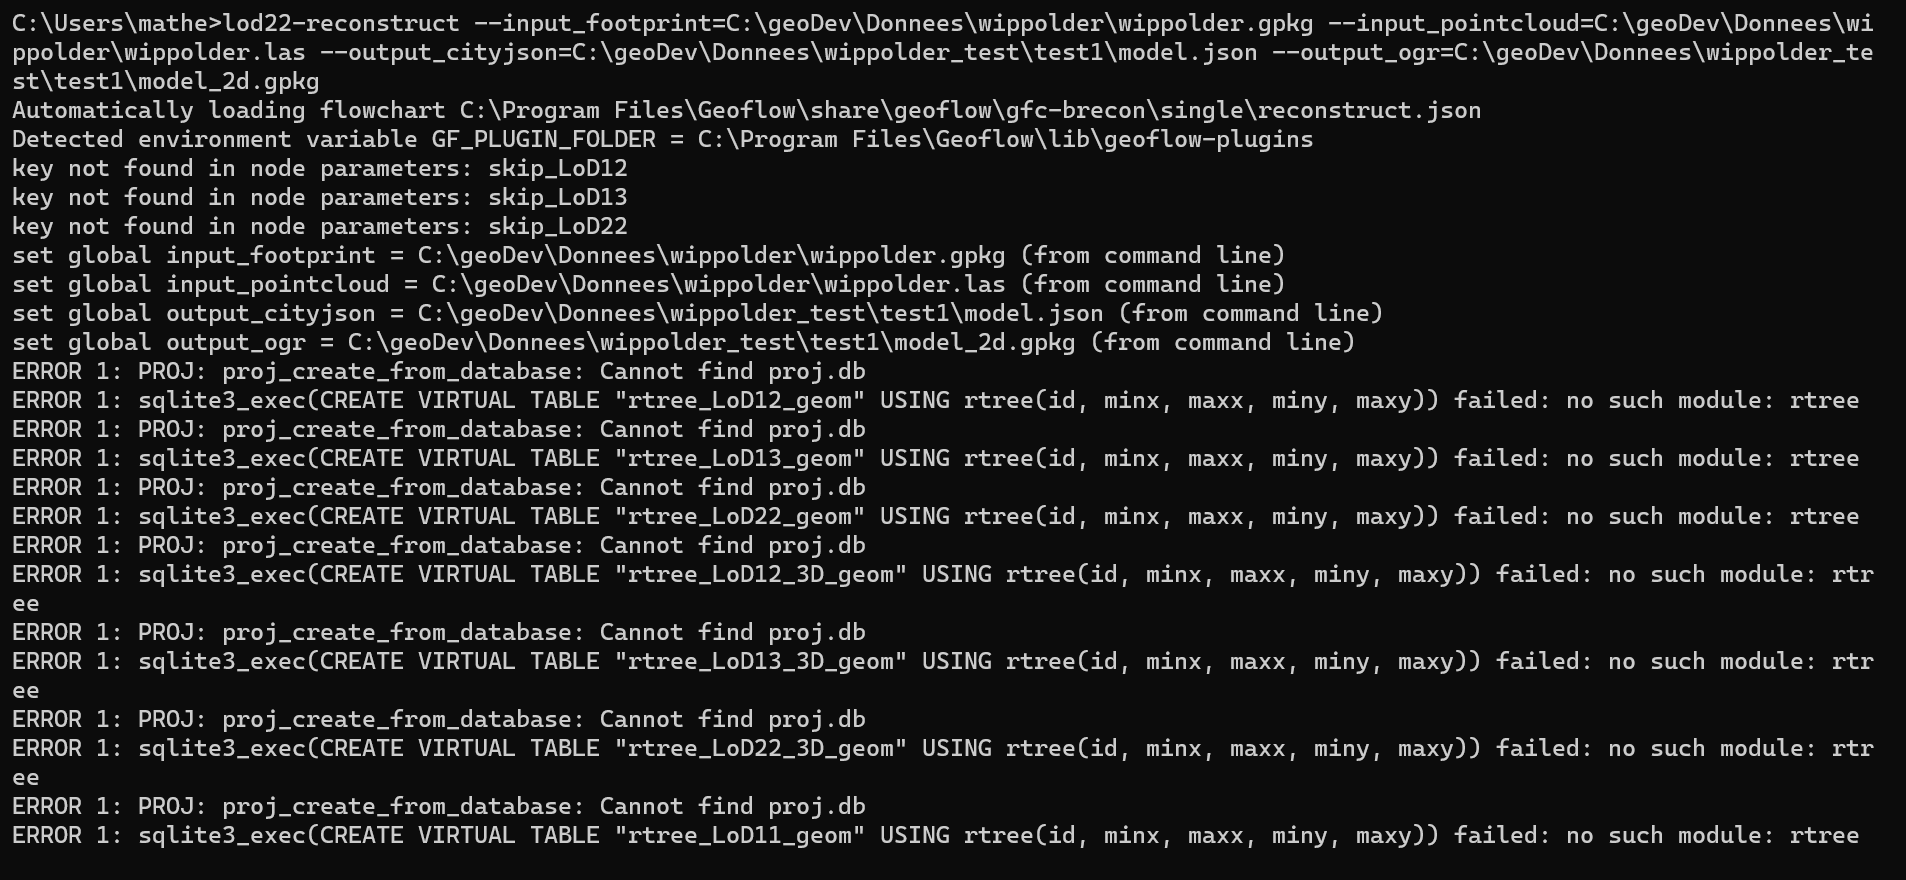 C:\Users\mathe>lod22-reconstruct --input_footprint=C:\geoDev\Donnees\wippolder\wippolder.gpkg --input_pointcloud=C:\geoDev\Donnees\wi
ppolder\wippolder.las --output_cityjson=C:\geoDev\Donnees\wippolder_test\test1\model.json --output_ogr=C:\geoDev\Donnees\wippolder_te
st\test1\model_2d.gpkg
Automatically loading flowchart C:\Program Files\Geoflow\share\geoflow\gfc-brecon\single\reconstruct.json
Detected environment variable GF_PLUGIN_FOLDER = C:\Program Files\Geoflow\lib\geoflow-plugins
key not found in node parameters: skip_LoD12
key not found in node parameters: skip_LoD13
key not found in node parameters: skip_LoD22
set global input_footprint = C:\geoDev\Donnees\wippolder\wippolder.gpkg (from command line)
set global input_pointcloud = C:\geoDev\Donnees\wippolder\wippolder.las (from command line)
set global output_cityjson = C:\geoDev\Donnees\wippolder_test\test1\model.json (from command line)
set global output_ogr = C:\geoDev\Donnees\wippolder_test\test1\model_2d.gpkg (from command line)
ERROR 1: PROJ: proj_create_from_database: Cannot find proj.db
ERROR 1: sqlite3_exec(CREATE VIRTUAL TABLE "rtree_LoD12_geom" USING rtree(id, minx, maxx, miny, maxy)) failed: no such module: rtree
ERROR 1: PROJ: proj_create_from_database: Cannot find proj.db
ERROR 1: sqlite3_exec(CREATE VIRTUAL TABLE "rtree_LoD13_geom" USING rtree(id, minx, maxx, miny, maxy)) failed: no such module: rtree
ERROR 1: PROJ: proj_create_from_database: Cannot find proj.db
ERROR 1: sqlite3_exec(CREATE VIRTUAL TABLE "rtree_LoD22_geom" USING rtree(id, minx, maxx, miny, maxy)) failed: no such module: rtree
ERROR 1: PROJ: proj_create_from_database: Cannot find proj.db
ERROR 1: sqlite3_exec(CREATE VIRTUAL TABLE "rtree_LoD12_3D_geom" USING rtree(id, minx, maxx, miny, maxy)) failed: no such module: rtr
ee
ERROR 1: PROJ: proj_create_from_database: Cannot find proj.db
ERROR 1: sqlite3_exec(CREATE VIRTUAL TABLE "rtree_LoD13_3D_geom" USING rtree(id, minx, maxx, miny, maxy)) failed: no such module: rtr
ee
ERROR 1: PROJ: proj_create_from_database: Cannot find proj.db
ERROR 1: sqlite3_exec(CREATE VIRTUAL TABLE "rtree_LoD22_3D_geom" USING rtree(id, minx, maxx, miny, maxy)) failed: no such module: rtr
ee
ERROR 1: PROJ: proj_create_from_database: Cannot find proj.db
ERROR 1: sqlite3_exec(CREATE VIRTUAL TABLE "rtree_LoD11_geom" USING rtree(id, minx, maxx, miny, maxy)) failed: no such module: rtree